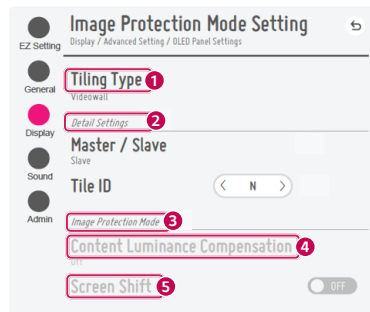 Image Protection Mode Setting
Display / Advanced Setting / OLED Panel Settings
EZ Setting
General
Display
Sound
Admin
Tiling Type 1
Videowall
Detail Settings 2
Master / Slave
Slave
Tile ID < N >
Image Protection Mode 3
Content Luminance Compensation 4
Off
Screen Shift 5 OFF